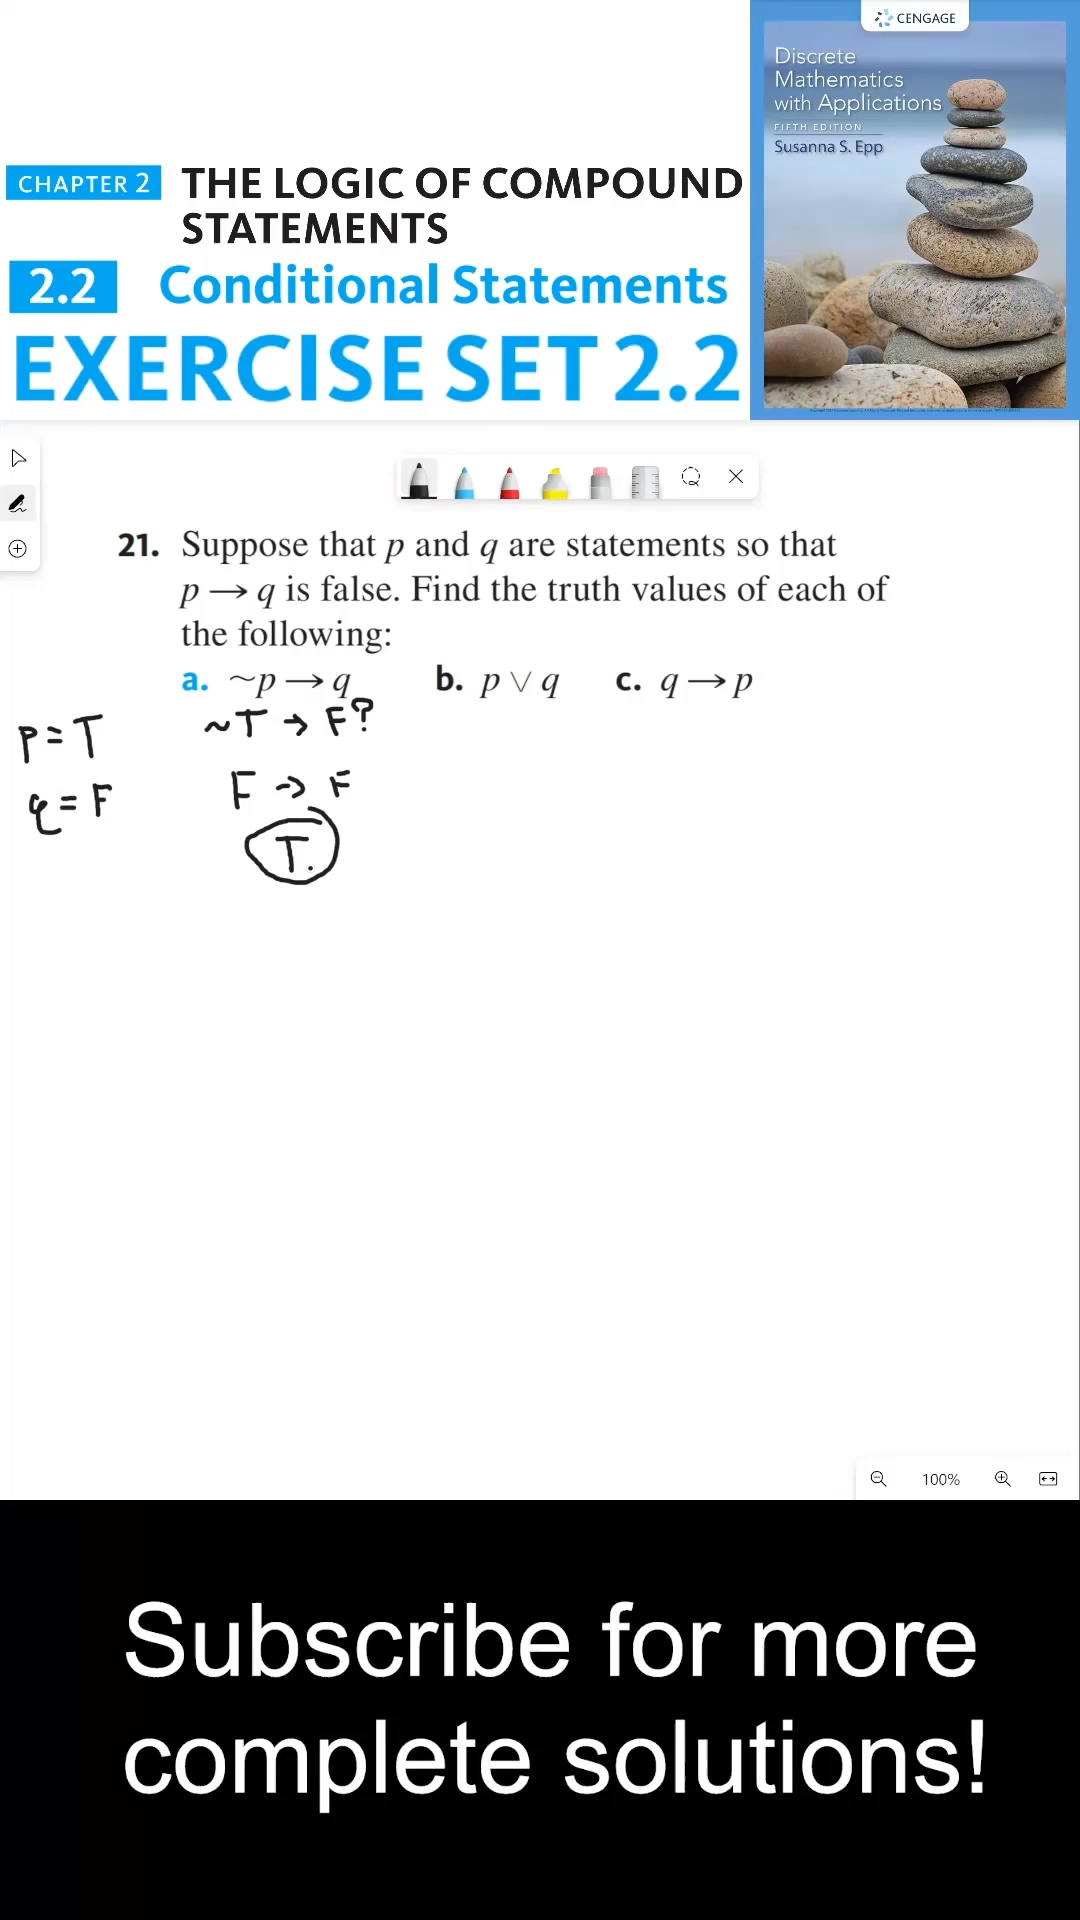 CENGAGE
Discrete
Mathematics
with Applications
FIFTH EDITION
Susanna S. Epp
CHAPTER 2 THE LOGIC OF COMPOUND
STATEMENTS
2.2 Conditional Statements
EXERCISE SET 2.2
21. Suppose that p and q are statements so that
p → q is false. Find the truth values of each of
the following:
a. ~p → q b. p ∨ q c. q → p
p = T
~T → F?
q = F
F → F
T.
100%
Subscribe for more
complete solutions!